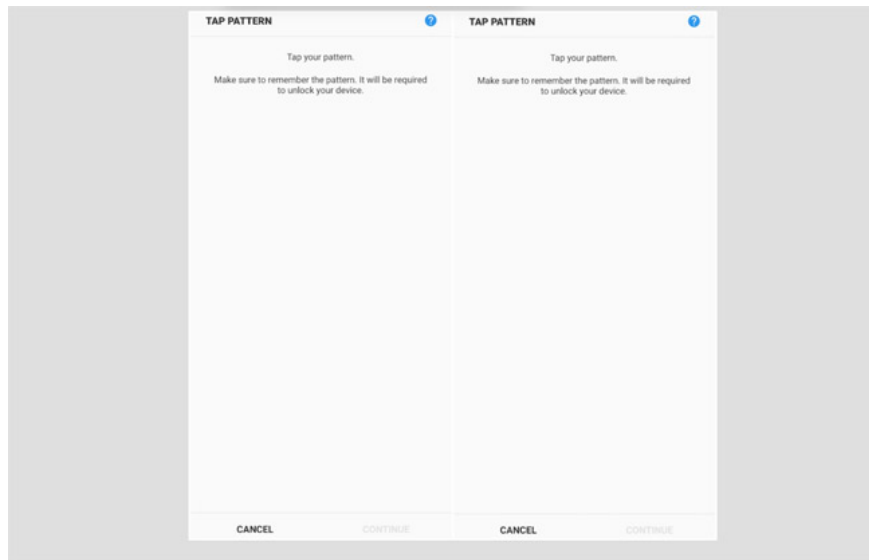 TAP PATTERN
?
Tap your pattern.
Make sure to remember the pattern. It will be required
to unlock your device.
CANCEL
CONTINUE
TAP PATTERN
?
Tap your pattern.
Make sure to remember the pattern. It will be required
to unlock your device.
CANCEL
CONTINUE